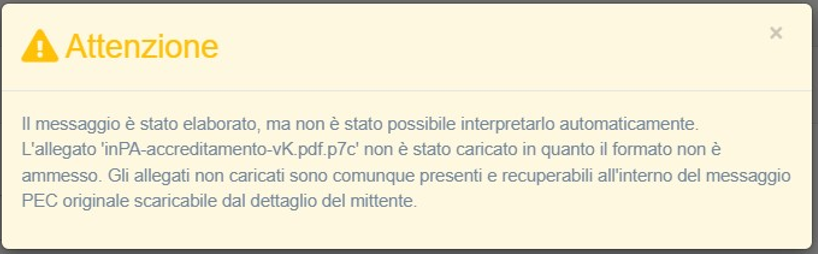 Attenzione
×
Il messaggio è stato elaborato, ma non è stato possibile interpretarlo automaticamente.
L'allegato 'inPA-accreditamento-vK.pdf.p7c' non è stato caricato in quanto il formato non è
ammesso. Gli allegati non caricati sono comunque presenti e recuperabili all'interno del messaggio
PEC originale scaricabile dal dettaglio del mittente.